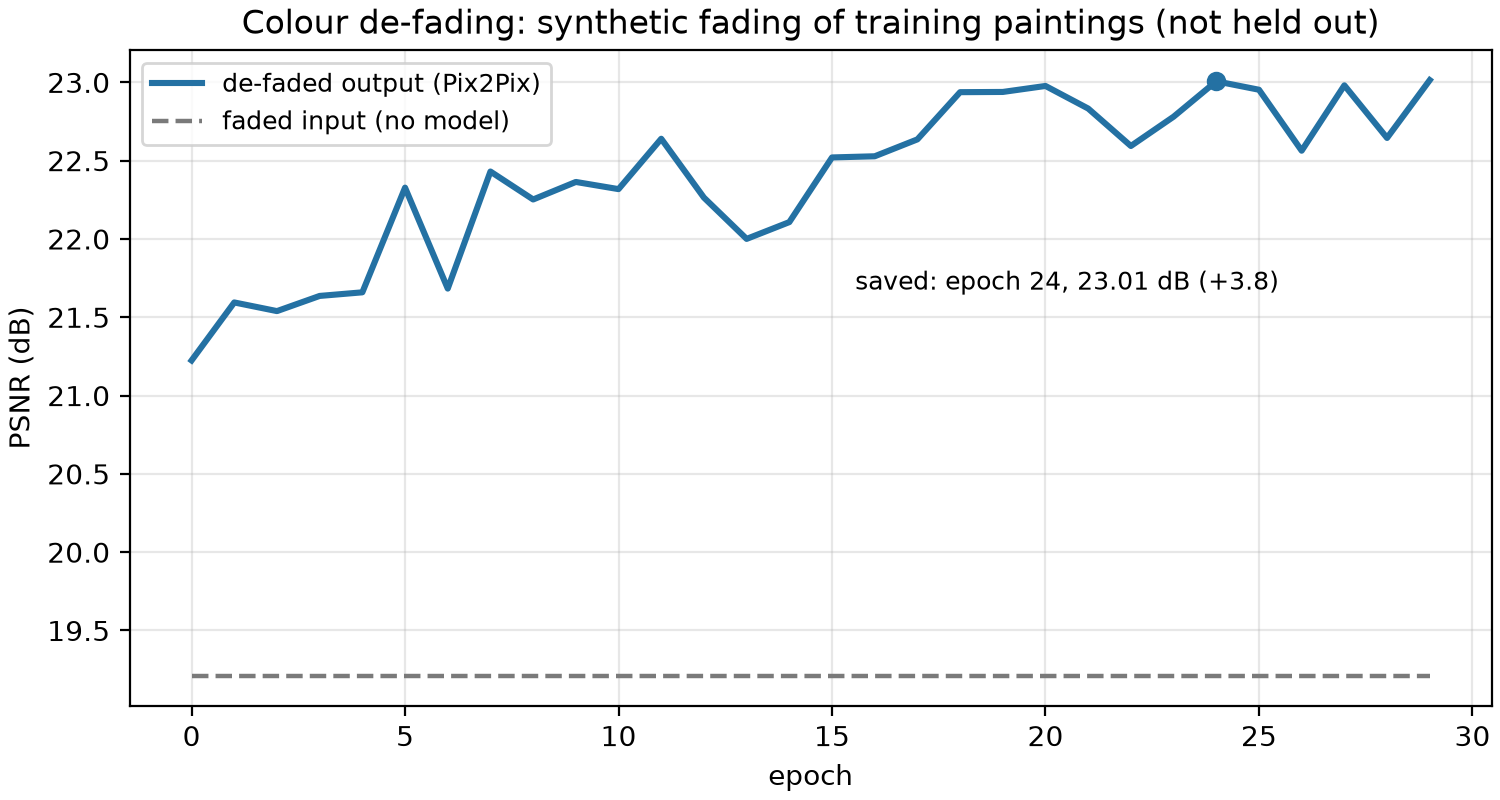 Colour de-fading: synthetic fading of training paintings (not held out)
de-faded output (Pix2Pix)
faded input (no model)
PSNR (dB)
23.0
22.5
22.0
21.5
21.0
20.5
20.0
19.5
saved: epoch 24, 23.01 dB (+3.8)
0 5 10 15 20 25 30
epoch